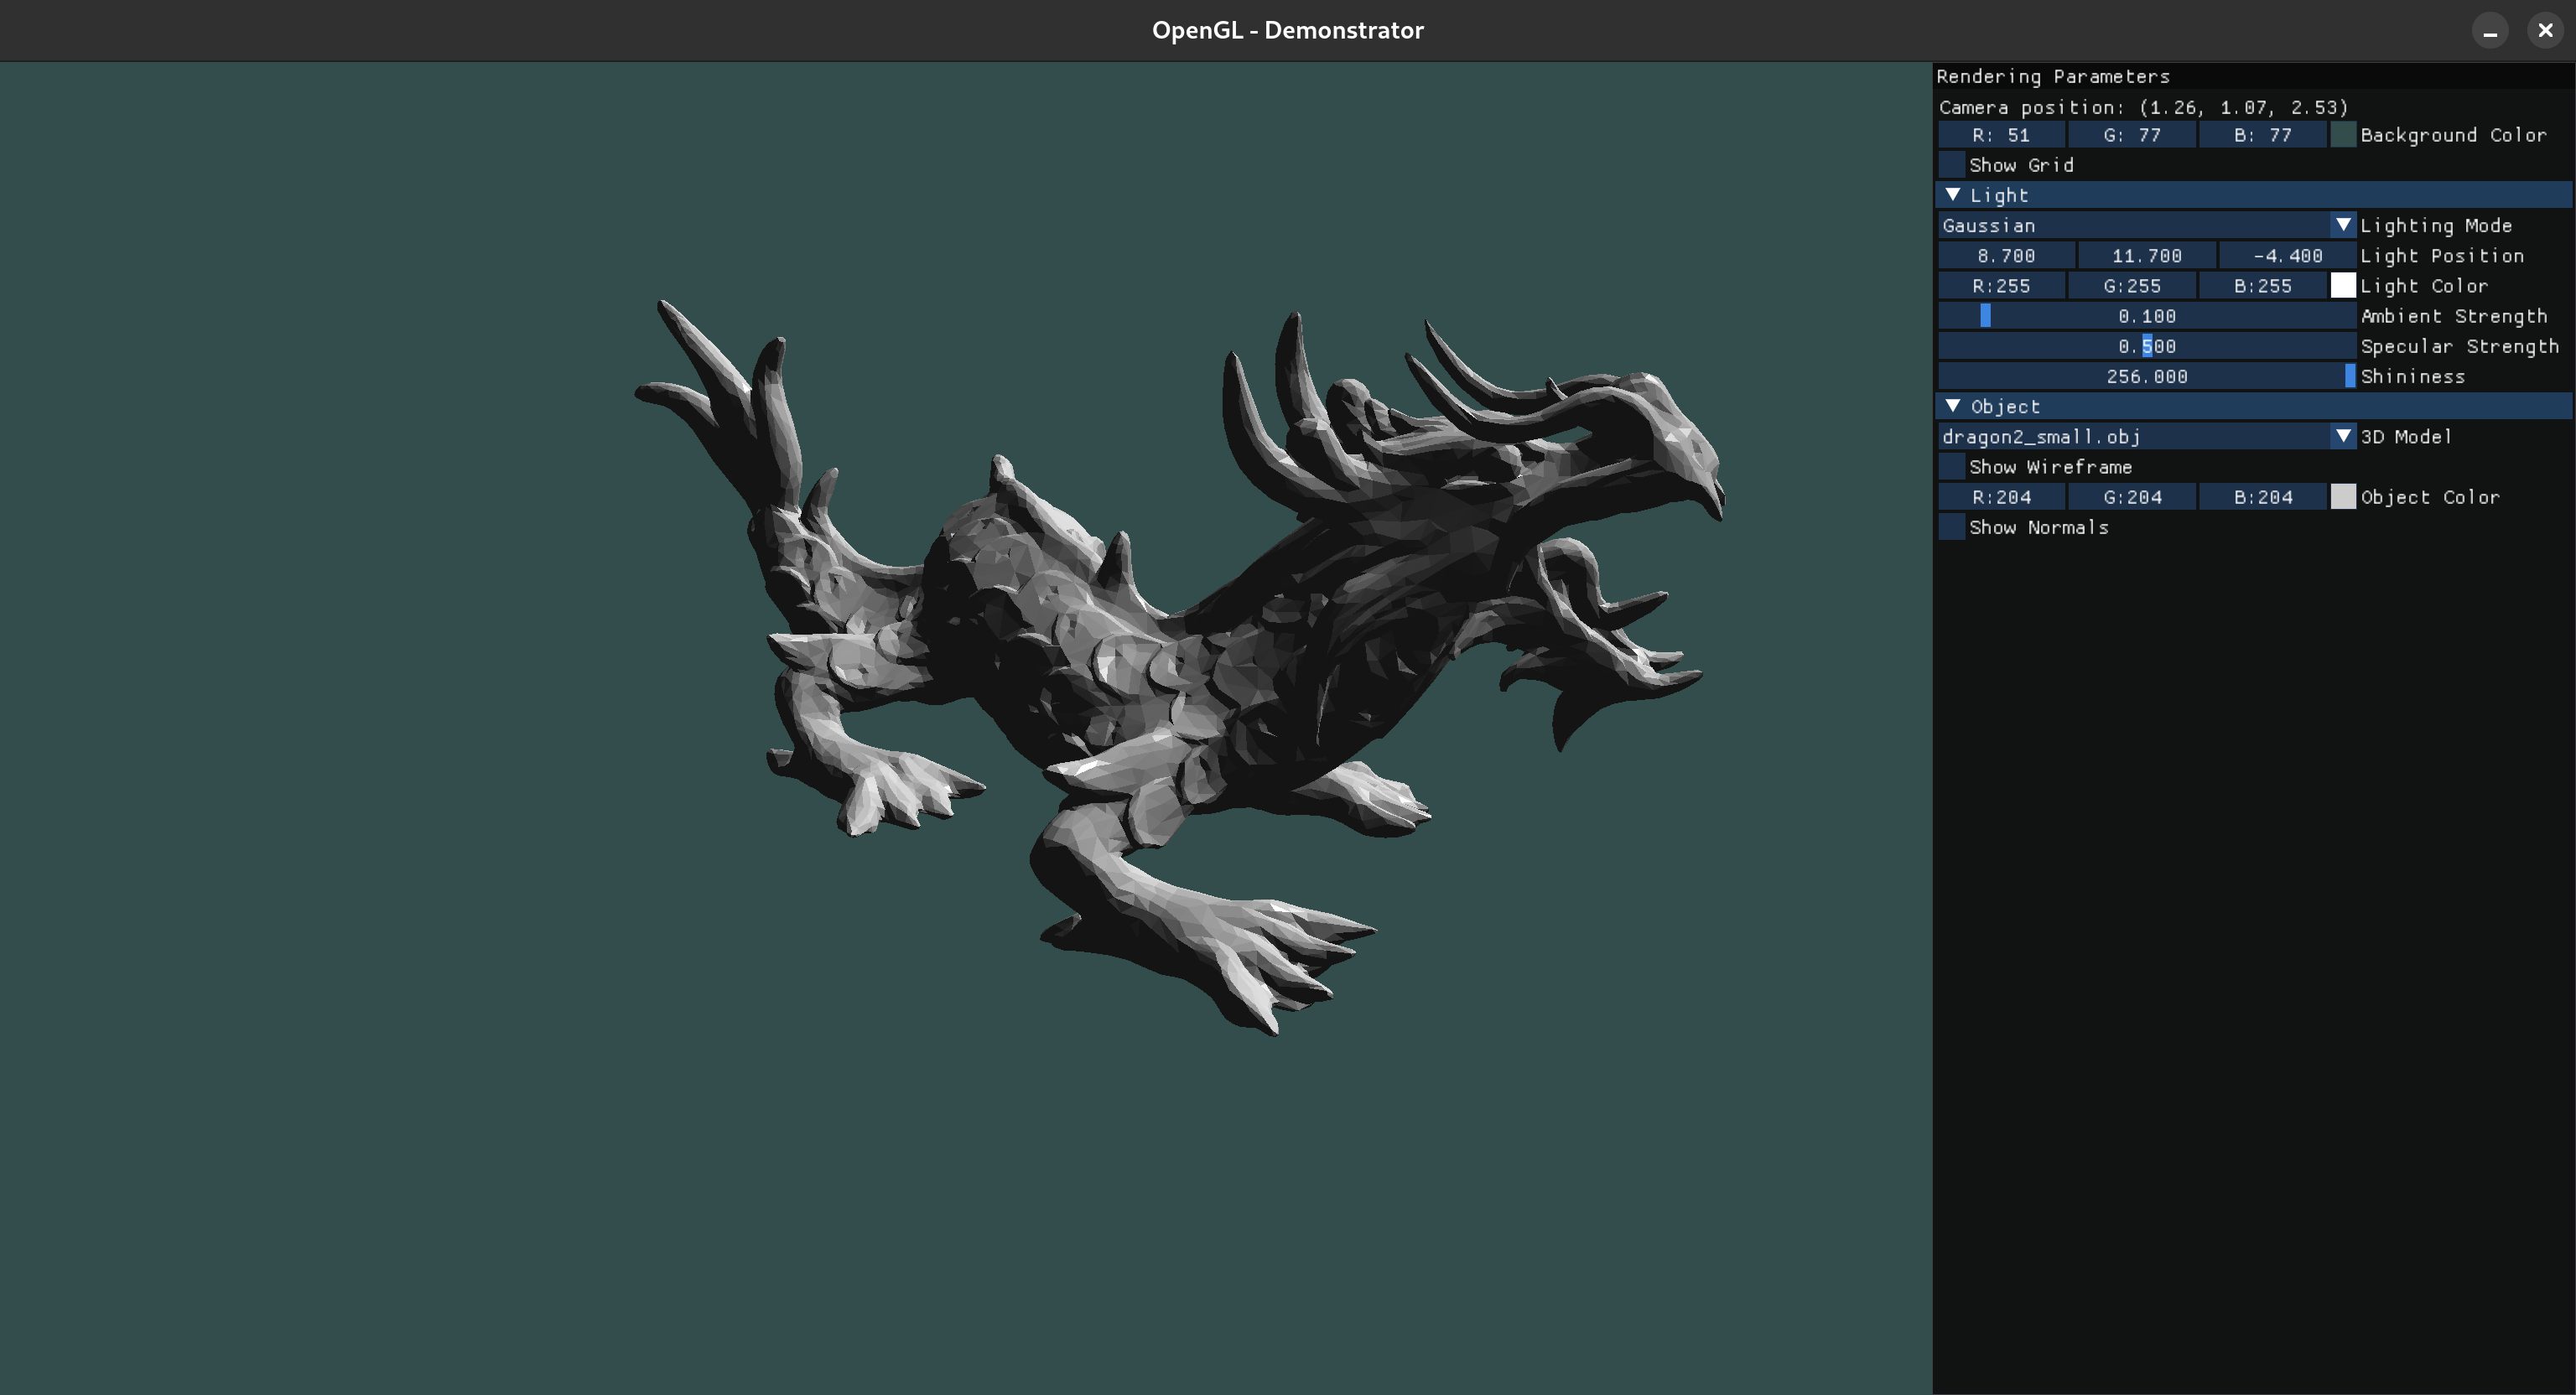 OpenGL - Demonstrator
Rendering Parameters
Camera position: (1.26, 1.07, 2.53)
R: 51 G: 77 B: 77 Background Color
Show Grid
Light
Gaussian Lighting Mode
8.700 11.700 -4.400 Light Position
R:255 G:255 B:255 Light Color
0.100 Ambient Strength
0.500 Specular Strength
256.000 Shininess
Object
dragon2_small.obj 3D Model
Show Wireframe
R:204 G:204 B:204 Object Color
Show Normals